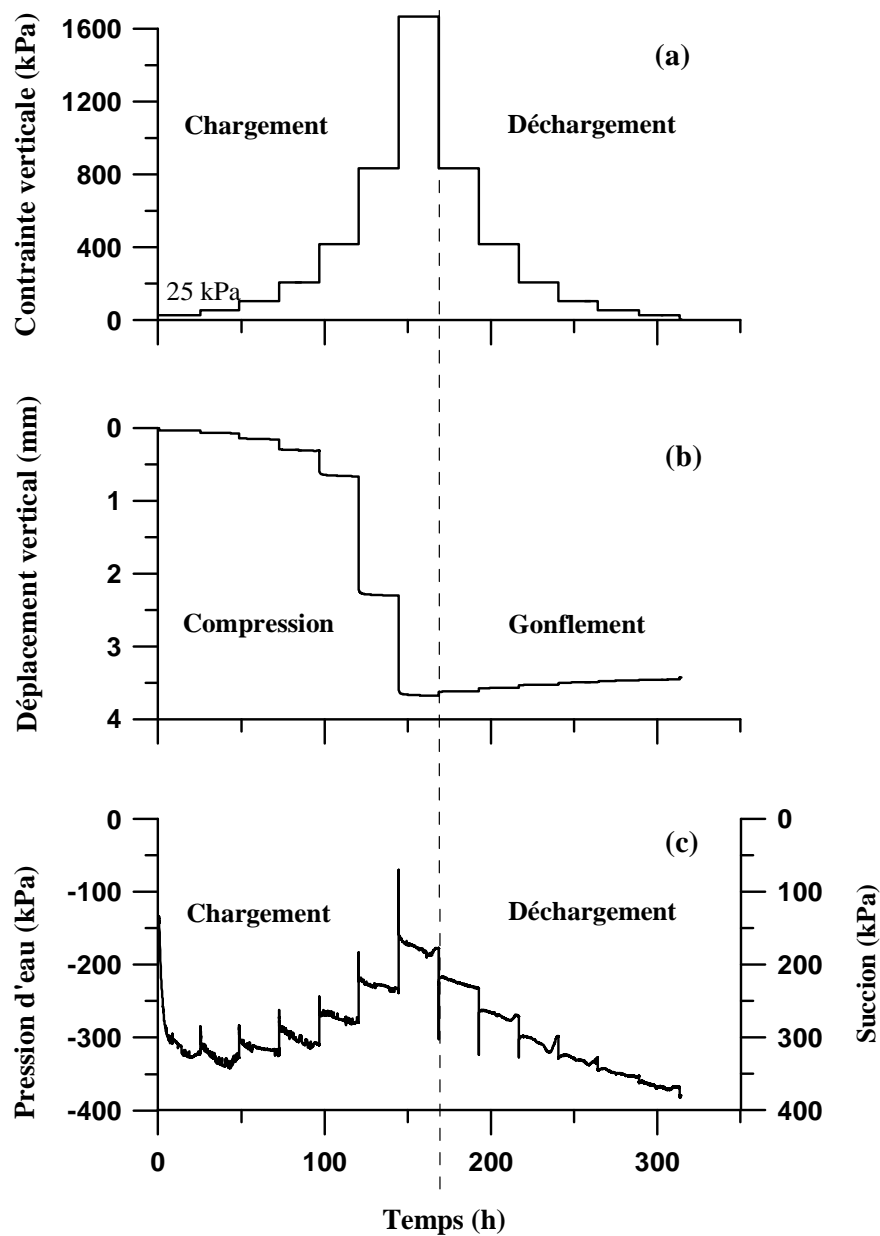 Contrainte verticale (kPa)
1600
1200
800
400
0
(a)
Chargement
Déchargement
25 kPa
Déplacement vertical (mm)
0
1
2
3
4
(b)
Compression
Gonflement
Pression d'eau (kPa)
0
-100
-200
-300
-400
(c)
Chargement
Déchargement
0
100
200
300
400
Succion (kPa)
0
100
200
300
Temps (h)